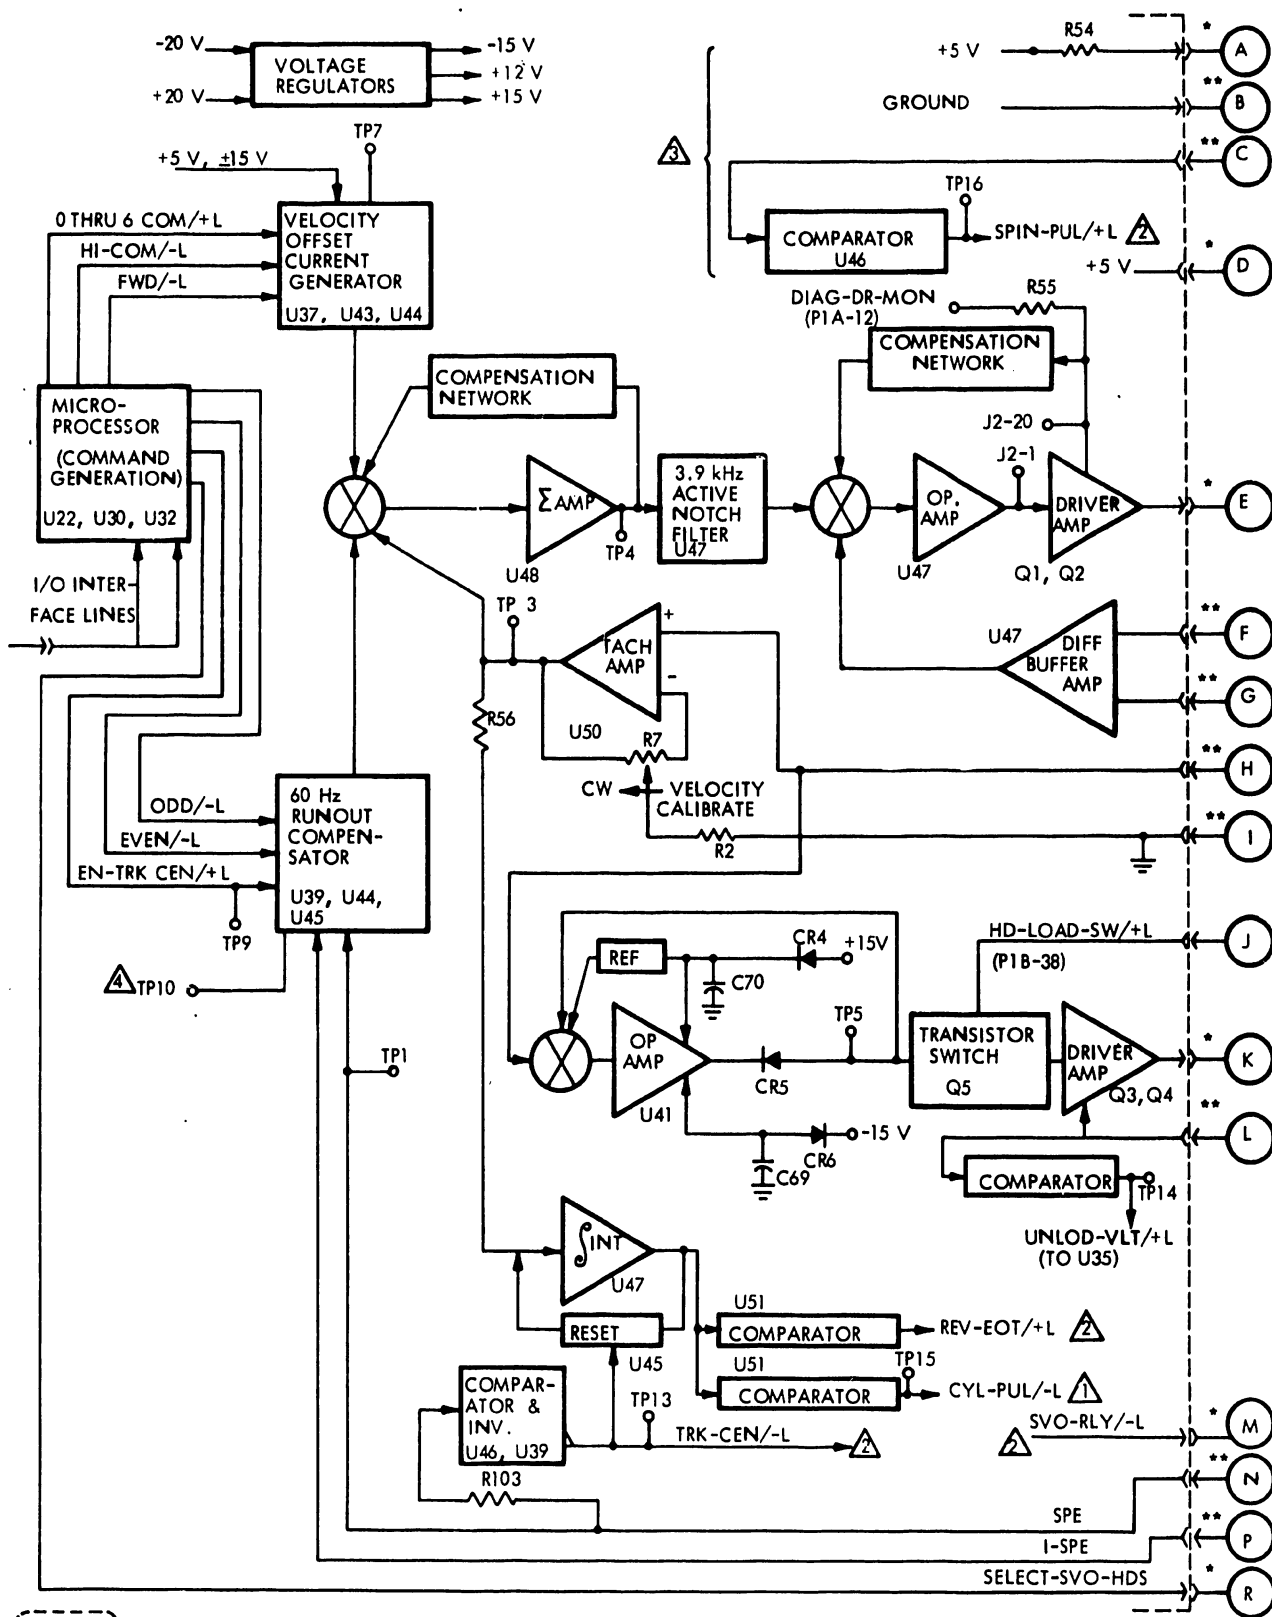 -20 V
+20 V
VOLTAGE
REGULATORS
-15 V
+12 V
+15 V
+5 V
R54
*
A
GROUND
**
B
3
**
C
TP16
COMPARATOR
U46
SPIN-PUL/+L
2
+5 V
*
D
TP7
+5 V, ±15 V
0 THRU 6 COM/+L
HI-COM/-L
FWD/-L
VELOCITY
OFFSET
CURRENT
GENERATOR
U37, U43, U44
DIAG-DR-MON
(P1A-12)
R55
COMPENSATION
NETWORK
COMPENSATION
NETWORK
MICRO-
PROCESSOR
(COMMAND
GENERATION)
U22, U30, U32
I/O INTER-
FACE LINES
Σ AMP
U48
TP4
3.9 kHz
ACTIVE
NOTCH
FILTER
U47
J2-20
J2-1
OP.
AMP
U47
DRIVER
AMP
Q1, Q2
*
E
TP 3
TACH
AMP
+
-
U50
R56
R7
CW
VELOCITY
CALIBRATE
R2
U47
DIFF
BUFFER
AMP
**
F
**
G
**
H
**
I
ODD/-L
EVEN/-L
EN-TRK CEN/+L
TP9
60 Hz
RUNOUT
COMPEN-
SATOR
U39, U44,
U45
4
TP10
TP1
REF
CR4
+15V
C70
OP
AMP
U41
CR5
TP5
C69
CR6
-15 V
HD-LOAD-SW/+L
(P1B-38)
J
TRANSISTOR
SWITCH
Q5
DRIVER
AMP
Q3, Q4
*
K
**
L
COMPARATOR
TP14
UNLOD-VLT/+L
(TO U35)
∫ INT
U47
RESET
U45
U51
COMPARATOR
REV-EOT/+L
2
U51
COMPARATOR
TP15
CYL-PUL/-L
1
COMPAR-
ATOR &
INV.
U46, U39
TP13
TRK-CEN/-L
2
R103
2
SVO-RLY/-L
*
M
**
N
SPE
**
P
I-SPE
SELECT-SVO-HDS
*
R